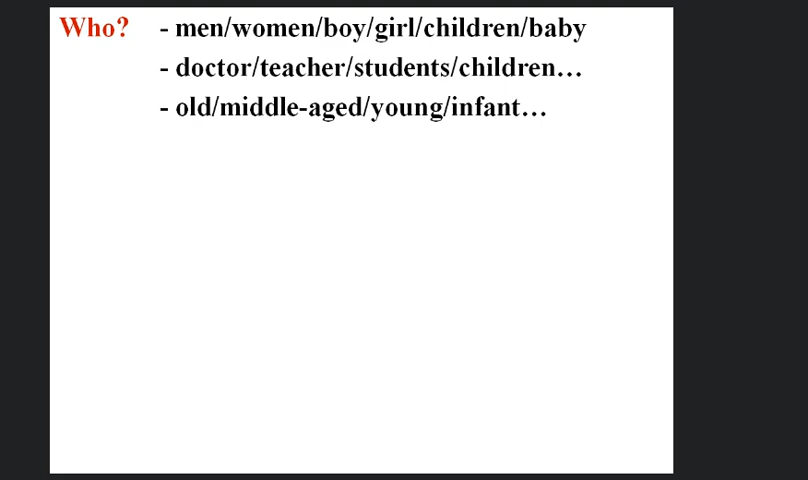 Who? - men/women/boy/girl/children/baby
- doctor/teacher/students/children…
- old/middle-aged/young/infant…